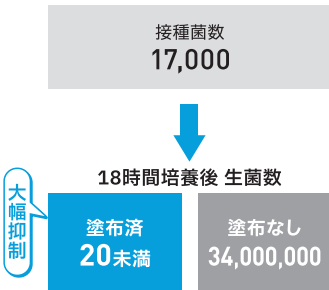 接種菌数
17,000
18時間培養後 生菌数
大幅抑制
塗布済
20未満
塗布なし
34,000,000